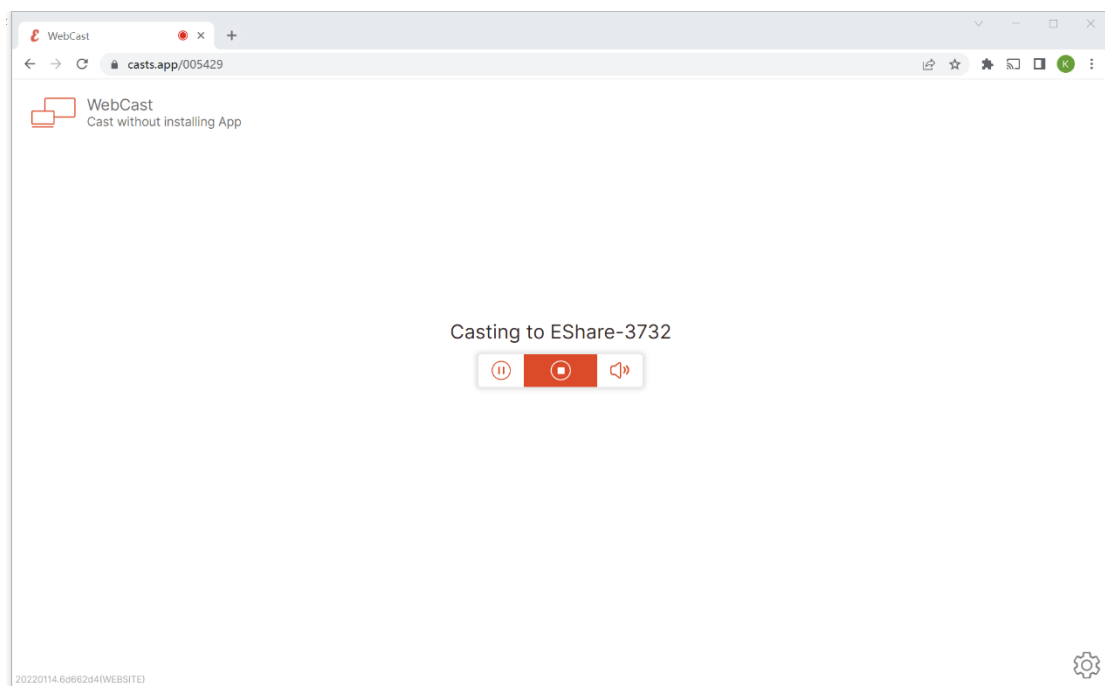 WebCast
casts.app/005429
K
WebCast
Cast without installing App
Casting to EShare-3732
20220114.6d662d4(WEBSITE)